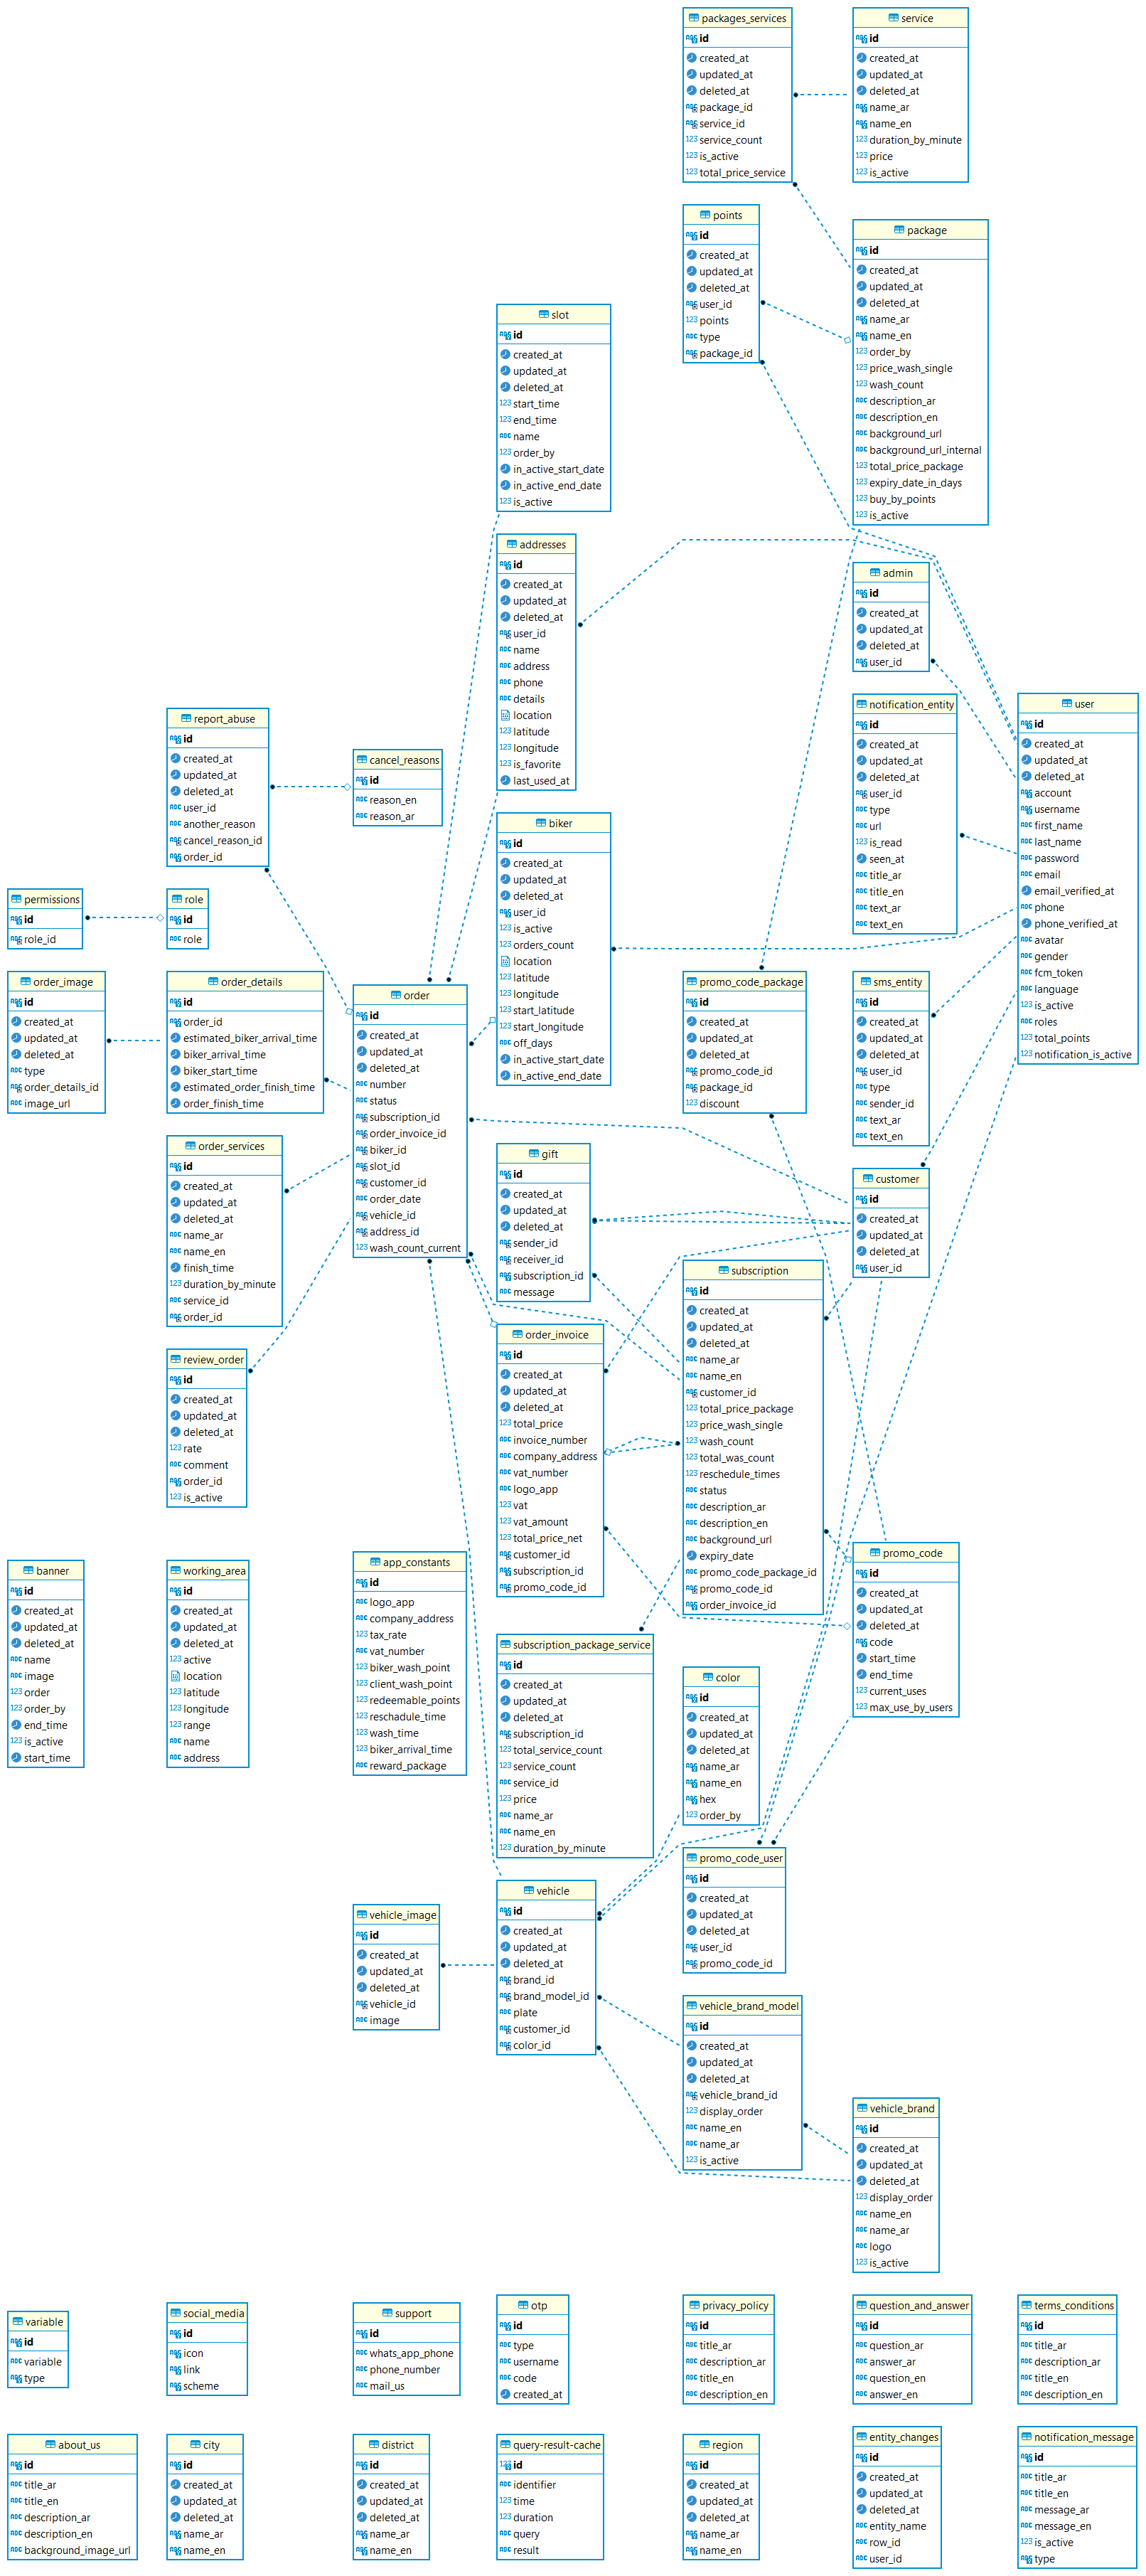 packages_services
id
created_at
updated_at
deleted_at
package_id
service_id
service_count
is_active
total_price_service
service
id
created_at
updated_at
deleted_at
name_ar
name_en
duration_by_minute
price
is_active
points
id
created_at
updated_at
deleted_at
user_id
points
type
package_id
package
id
created_at
updated_at
deleted_at
name_ar
name_en
order_by
price_wash_single
wash_count
description_ar
description_en
background_url
background_url_internal
total_price_package
expiry_date_in_days
buy_by_points
is_active
slot
id
created_at
updated_at
deleted_at
start_time
end_time
name
order_by
in_active_start_date
in_active_end_date
is_active
addresses
id
created_at
updated_at
deleted_at
user_id
name
address
phone
details
location
latitude
longitude
is_favorite
last_used_at
admin
id
created_at
updated_at
deleted_at
user_id
notification_entity
id
created_at
updated_at
deleted_at
user_id
type
url
is_read
seen_at
title_ar
title_en
text_ar
text_en
user
id
created_at
updated_at
deleted_at
account
username
first_name
last_name
password
email
email_verified_at
phone
phone_verified_at
avatar
gender
fcm_token
language
is_active
roles
total_points
notification_is_active
report_abuse
id
created_at
updated_at
deleted_at
user_id
another_reason
cancel_reason_id
order_id
cancel_reasons
id
reason_en
reason_ar
biker
id
created_at
updated_at
deleted_at
user_id
is_active
orders_count
location
latitude
longitude
start_latitude
start_longitude
off_days
in_active_start_date
in_active_end_date
permissions
id
role_id
role
id
role
order_image
id
created_at
updated_at
deleted_at
type
order_details_id
image_url
order_details
id
order_id
estimated_biker_arrival_time
biker_arrival_time
biker_start_time
estimated_order_finish_time
order_finish_time
order
id
created_at
updated_at
deleted_at
number
status
subscription_id
order_invoice_id
biker_id
slot_id
customer_id
order_date
vehicle_id
address_id
wash_count_current
promo_code_package
id
created_at
updated_at
deleted_at
promo_code_id
package_id
discount
sms_entity
id
created_at
updated_at
deleted_at
user_id
type
sender_id
text_ar
text_en
order_services
id
created_at
updated_at
deleted_at
name_ar
name_en
finish_time
duration_by_minute
service_id
order_id
gift
id
created_at
updated_at
deleted_at
sender_id
receiver_id
subscription_id
message
customer
id
created_at
updated_at
deleted_at
user_id
subscription
id
created_at
updated_at
deleted_at
name_ar
name_en
customer_id
total_price_package
price_wash_single
wash_count
total_was_count
reschedule_times
status
description_ar
description_en
background_url
expiry_date
promo_code_package_id
promo_code_id
order_invoice_id
order_invoice
id
created_at
updated_at
deleted_at
total_price
invoice_number
company_address
vat_number
logo_app
vat
vat_amount
total_price_net
customer_id
subscription_id
promo_code_id
review_order
id
created_at
updated_at
deleted_at
rate
comment
order_id
is_active
banner
id
created_at
updated_at
deleted_at
name
image
order
order_by
end_time
is_active
start_time
working_area
id
created_at
updated_at
deleted_at
active
location
latitude
longitude
range
name
address
app_constants
id
logo_app
company_address
tax_rate
vat_number
biker_wash_point
client_wash_point
redeemable_points
reschadule_time
wash_time
biker_arrival_time
reward_package
promo_code
id
created_at
updated_at
deleted_at
code
start_time
end_time
current_uses
max_use_by_users
subscription_package_service
id
created_at
updated_at
deleted_at
subscription_id
total_service_count
service_count
service_id
price
name_ar
name_en
duration_by_minute
color
id
created_at
updated_at
deleted_at
name_ar
name_en
hex
order_by
promo_code_user
id
created_at
updated_at
deleted_at
user_id
promo_code_id
vehicle_image
id
created_at
updated_at
deleted_at
vehicle_id
image
vehicle
id
created_at
updated_at
deleted_at
brand_id
brand_model_id
plate
customer_id
color_id
vehicle_brand_model
id
created_at
updated_at
deleted_at
vehicle_brand_id
display_order
name_en
name_ar
is_active
vehicle_brand
id
created_at
updated_at
deleted_at
display_order
name_en
name_ar
logo
is_active
variable
id
variable
type
social_media
id
icon
link
scheme
support
id
whats_app_phone
phone_number
mail_us
otp
id
type
username
code
created_at
privacy_policy
id
title_ar
description_ar
title_en
description_en
question_and_answer
id
question_ar
answer_ar
question_en
answer_en
terms_conditions
id
title_ar
description_ar
title_en
description_en
about_us
id
title_ar
title_en
description_ar
description_en
background_image_url
city
id
created_at
updated_at
deleted_at
name_ar
name_en
district
id
created_at
updated_at
deleted_at
name_ar
name_en
query-result-cache
id
identifier
time
duration
query
result
region
id
created_at
updated_at
deleted_at
name_ar
name_en
entity_changes
id
created_at
updated_at
deleted_at
entity_name
row_id
user_id
notification_message
id
title_ar
title_en
message_ar
message_en
is_active
type